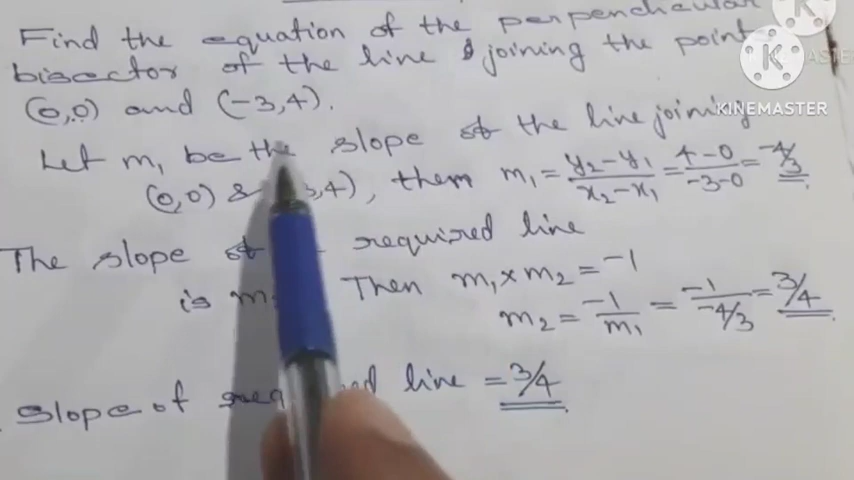 Find the equation of the perpendicular
bisector of the line joining the point
(0,0) and (-3,4).
Let m₁ be the slope of the line joining
(0,0) & 3,4), them m₁ = y₂-y₁/x₂-x₁ = 4-0/-3-0 = -4/3
The slope of required line
is m Then m₁ x m₂ = -1
m₂ = -1/m₁ = -1/-4/3 = 3/4
Slope of line = 3/4
K
KINEMASTER